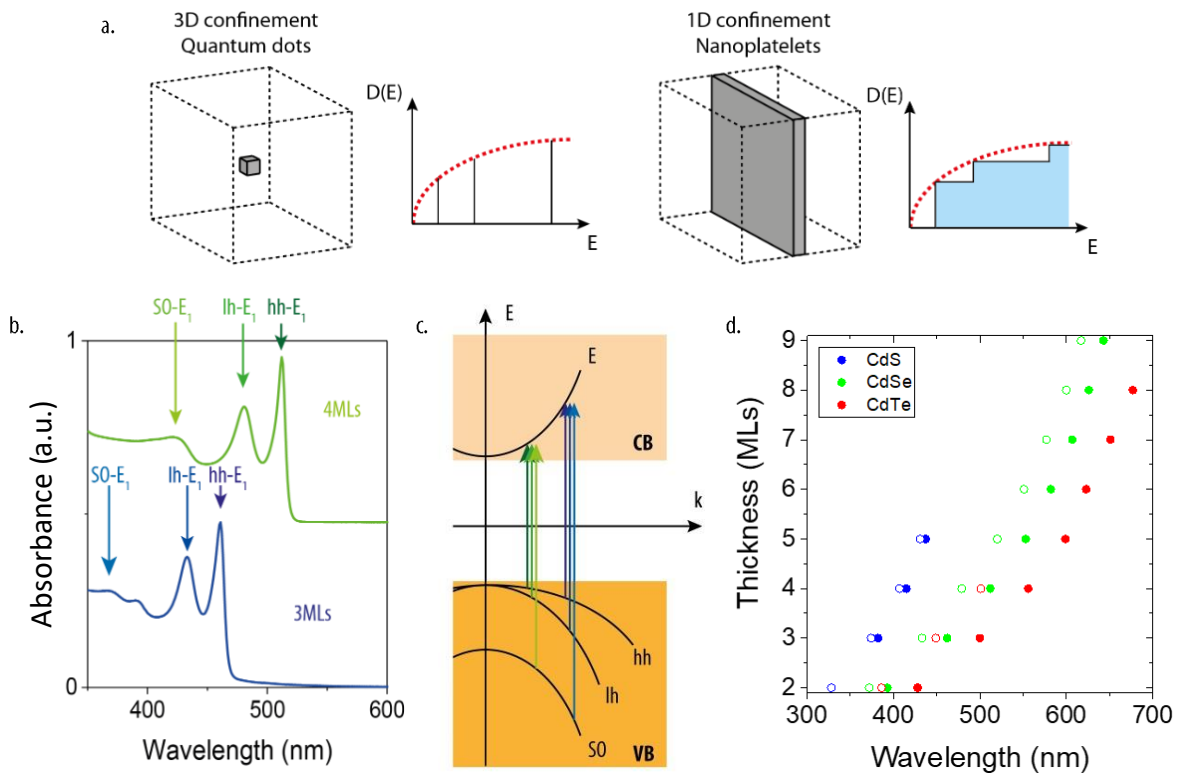 a.
3D confinement
Quantum dots
D(E)
E
1D confinement
Nanoplatelets
D(E)
E
b.
SO-E1
lh-E1
hh-E1
1
4MLs
SO-E1
lh-E1
hh-E1
3MLs
0
400
500
600
Absorbance (a.u.)
Wavelength (nm)
c.
E
E
CB
k
hh
lh
SO
VB
d.
CdS
CdSe
CdTe
9
8
7
6
5
4
3
2
300
400
500
600
700
Thickness (MLs)
Wavelength (nm)